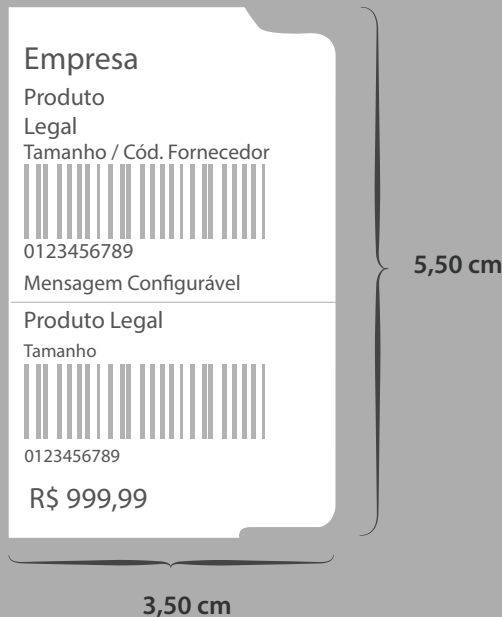 Empresa
Produto
Legal
Tamanho / Cód. Fornecedor
0123456789
Mensagem Configurável
Produto Legal
Tamanho
0123456789
R$ 999,99
5,50 cm
3,50 cm